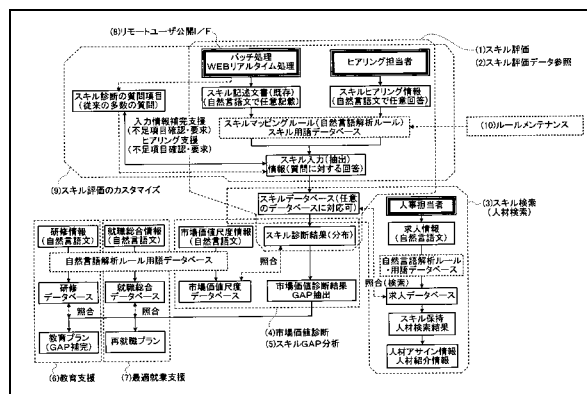 (8)リモートユーザ公開I/F
バッチ処理
WEBリアルタイム処理
ヒアリング担当者
(1)スキル評価
(2)スキル評価データ参照
スキル診断の質問項目
(従来の多数の質問)
スキル記述文書(既存)
(自然言語文で任意記載)
スキルヒアリング情報
(自然言語文で任意回答)
入力情報補完支援
(不足項目確認・要求)
ヒアリング支援
(不足項目確認・要求)
スキルマッピングルール(自然言語解析ルール)
スキル用語データベース
(10)ルールメンテナンス
スキル入力(抽出)
情報(質問に対する回答)
(9)スキル評価のカスタマイズ
スキルデータベース(任意
のデータベースに対応可)
人事担当者
(3)スキル検索
(人材検索)
研修情報
(自然言語文)
就職総合情報
(自然言語文)
市場価値尺度情報
(自然言語文)
スキル診断結果(分布)
求人情報
(自然言語文)
自然言語解析ルール用語データベース
照合
自然言語解析ルール
・用語データベース
研修
データベース
就職総合
データベース
市場価値尺度
データベース
市場価値診断結果
GAP抽出
照合(検索)
求人データベース
照合
照合
スキル保持
人材検索結果
教育プラン
(GAP補完)
再就職プラン
(4)市場価値診断
(5)スキルGAP分析
人材アサイン情報
人材紹介情報
(6)教育支援
(7)最適就業支援